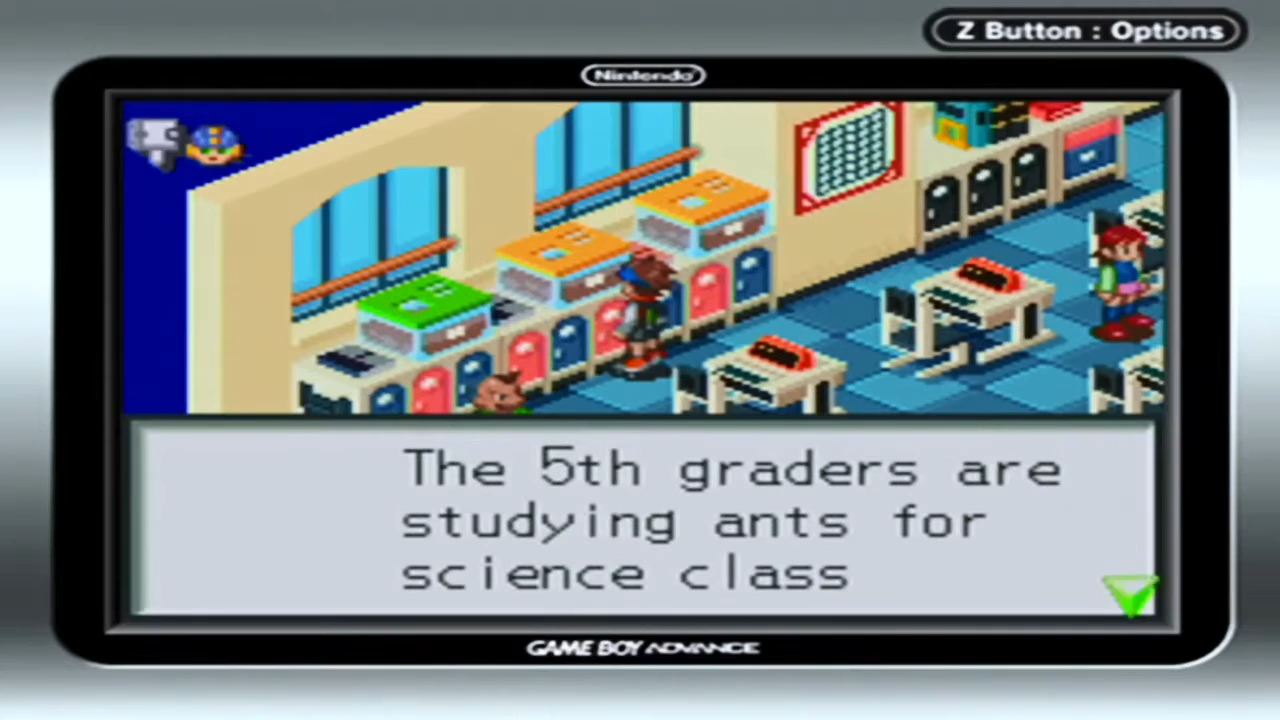 Z Button : Options
Nintendo
The 5th graders are
studying ants for
science class
GAME BOY ADVANCE